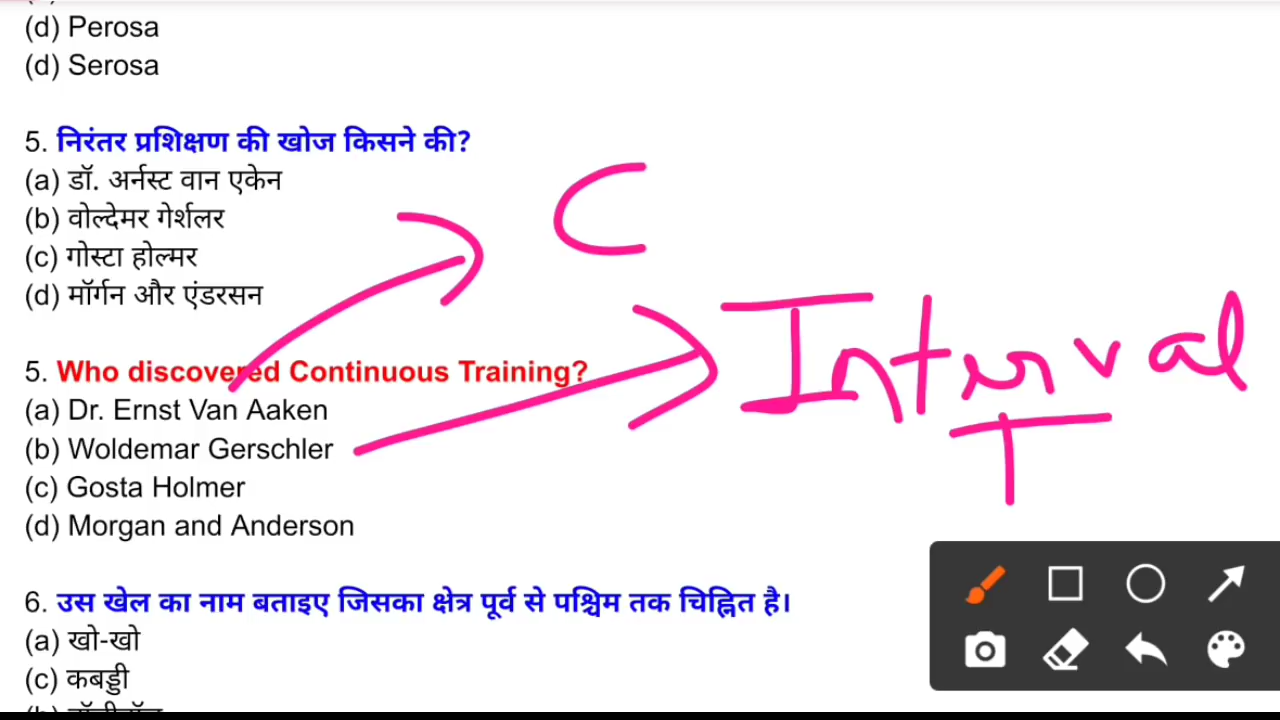 (d) Perosa
(d) Serosa
5. निरंतर प्रशिक्षण की खोज किसने की?
(a) डॉ. अर्नस्ट वान एकेन
(b) वोल्देमर गेर्शलर
(c) गोस्टा होल्मर
(d) मॉर्गन और एंडरसन
C
Interval
T
5. Who discovered Continuous Training?
(a) Dr. Ernst Van Aaken
(b) Woldemar Gerschler
(c) Gosta Holmer
(d) Morgan and Anderson
6. उस खेल का नाम बताइए जिसका क्षेत्र पूर्व से पश्चिम तक चिह्नित है।
(a) खो-खो
(c) कबड्डी